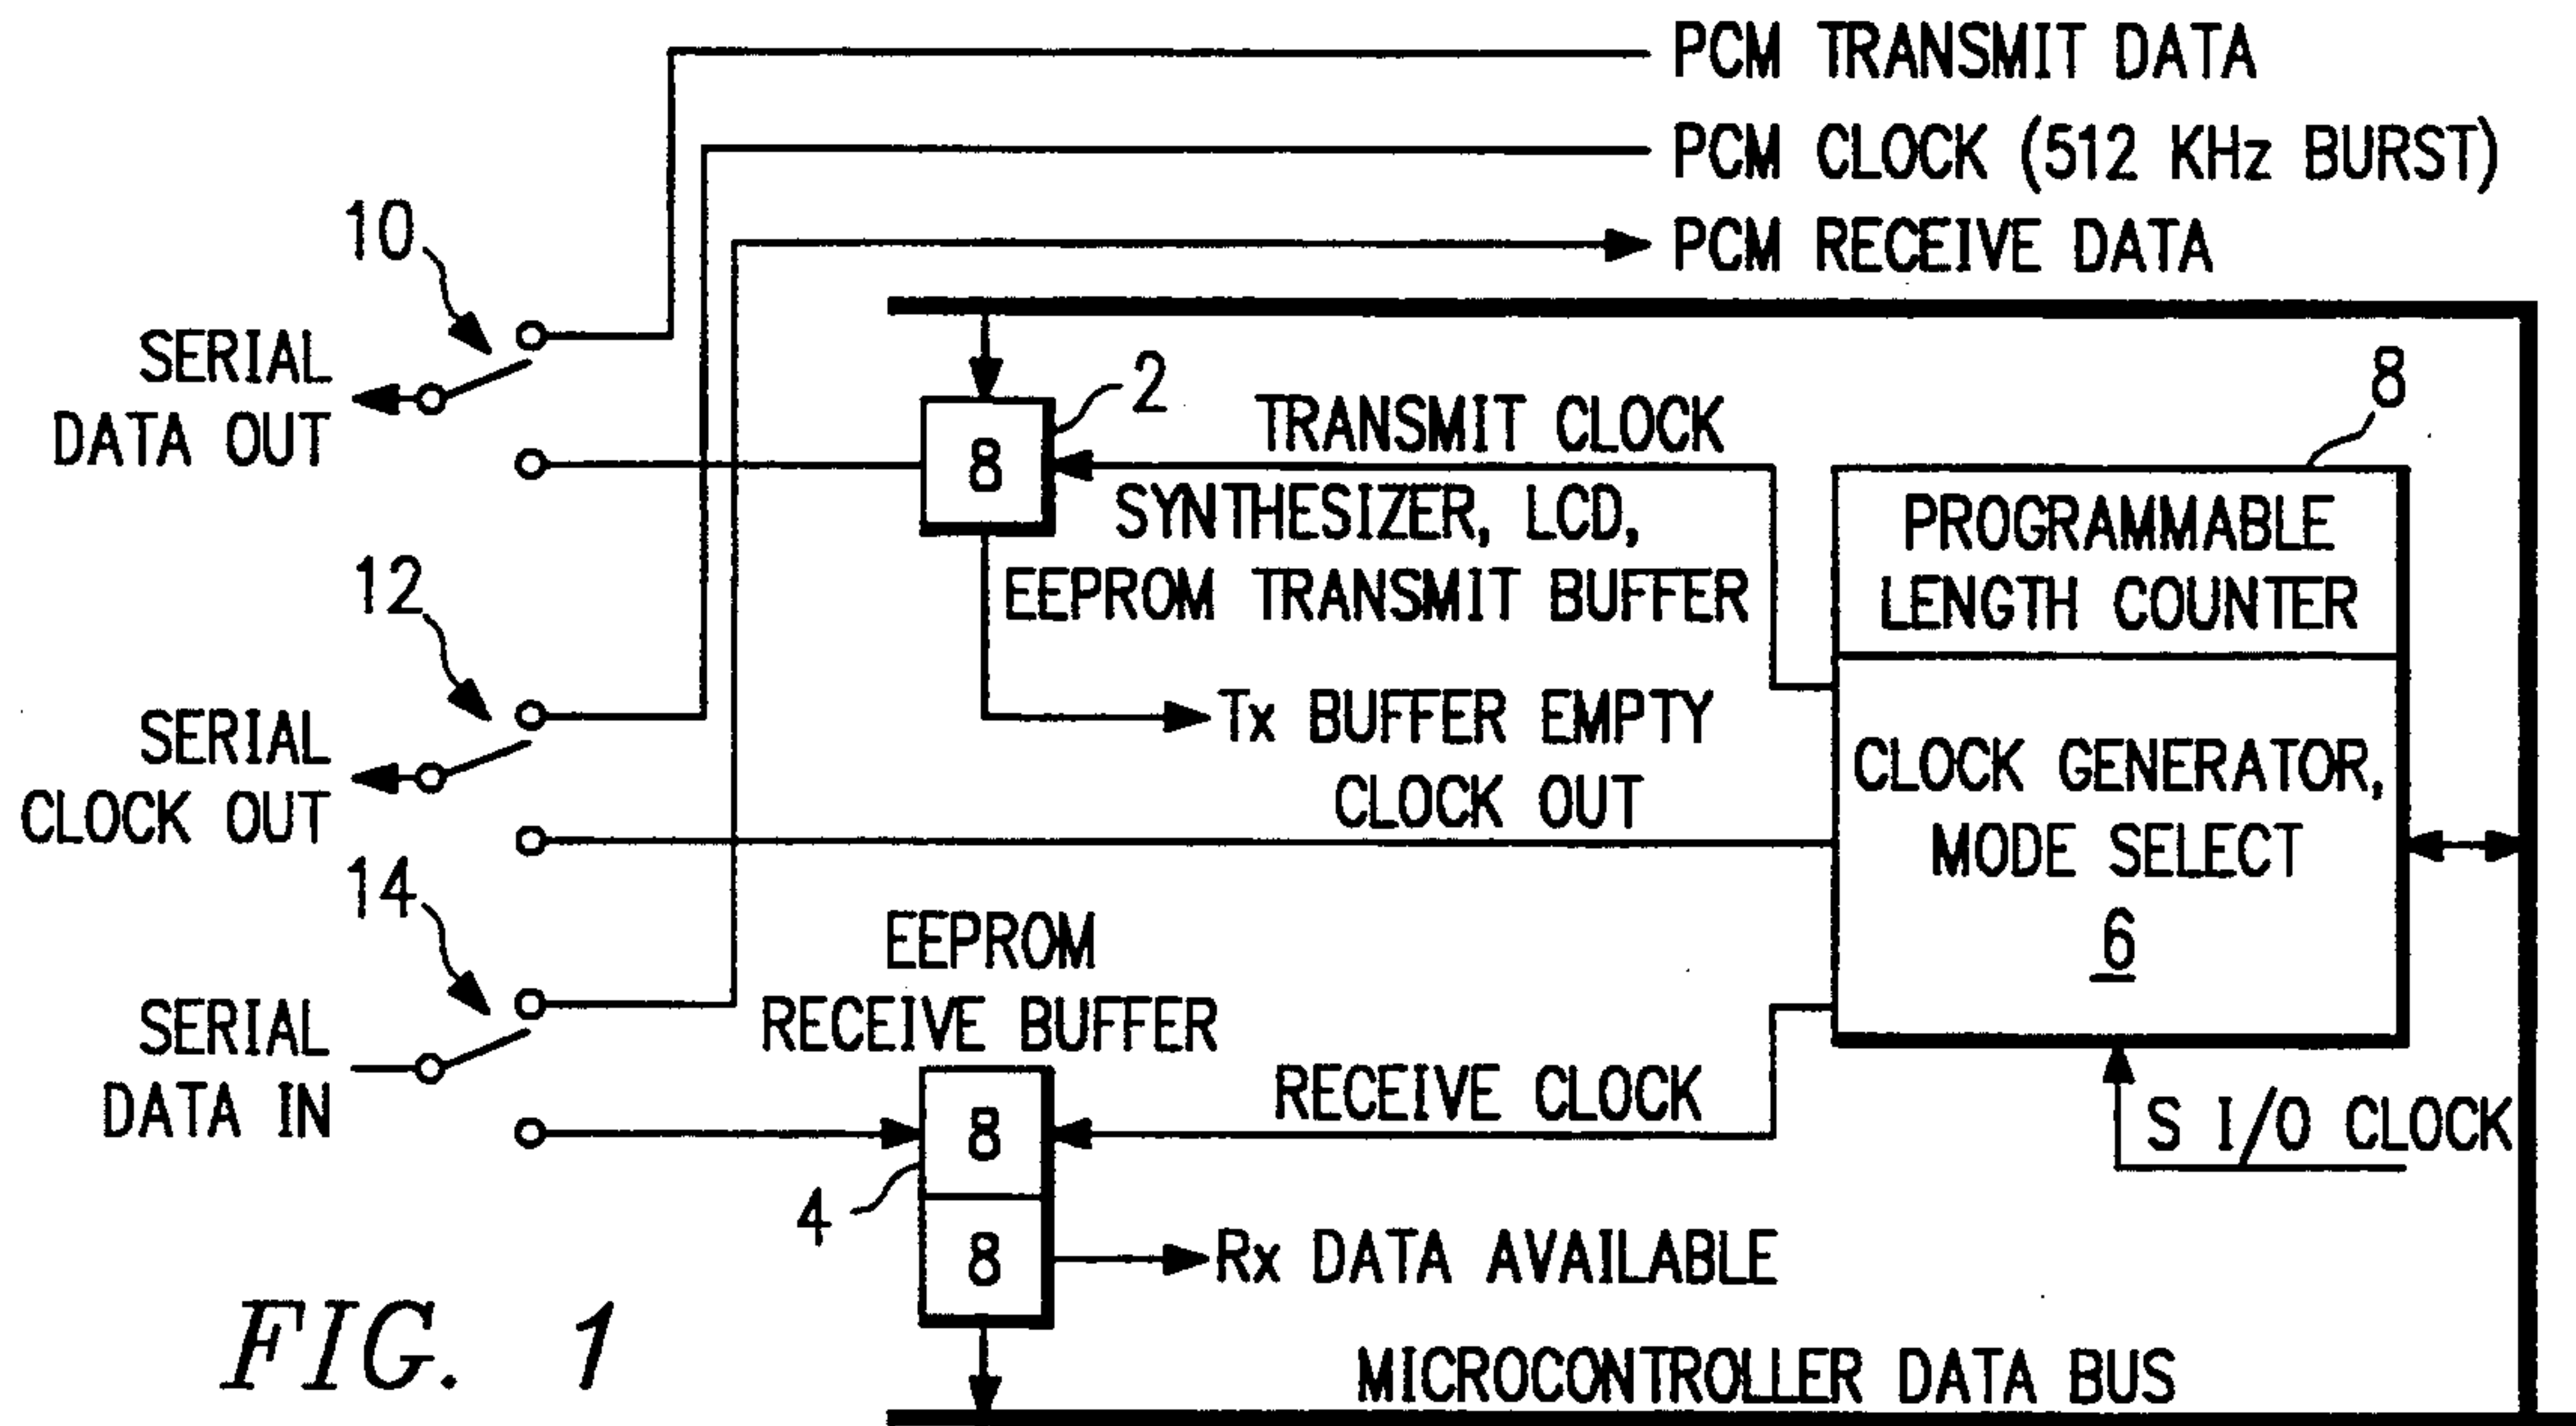 PCM TRANSMIT DATA
PCM CLOCK (512 KHz BURST)
PCM RECEIVE DATA
10
SERIAL
DATA OUT
2
8
TRANSMIT CLOCK
SYNTHESIZER, LCD,
EEPROM TRANSMIT BUFFER
8
PROGRAMMABLE
LENGTH COUNTER
12
SERIAL
CLOCK OUT
Tx BUFFER EMPTY
CLOCK OUT
CLOCK GENERATOR,
MODE SELECT
6
14
SERIAL
DATA IN
EEPROM
RECEIVE BUFFER
8
4
8
RECEIVE CLOCK
S I/O CLOCK
Rx DATA AVAILABLE
FIG. 1
MICROCONTROLLER DATA BUS